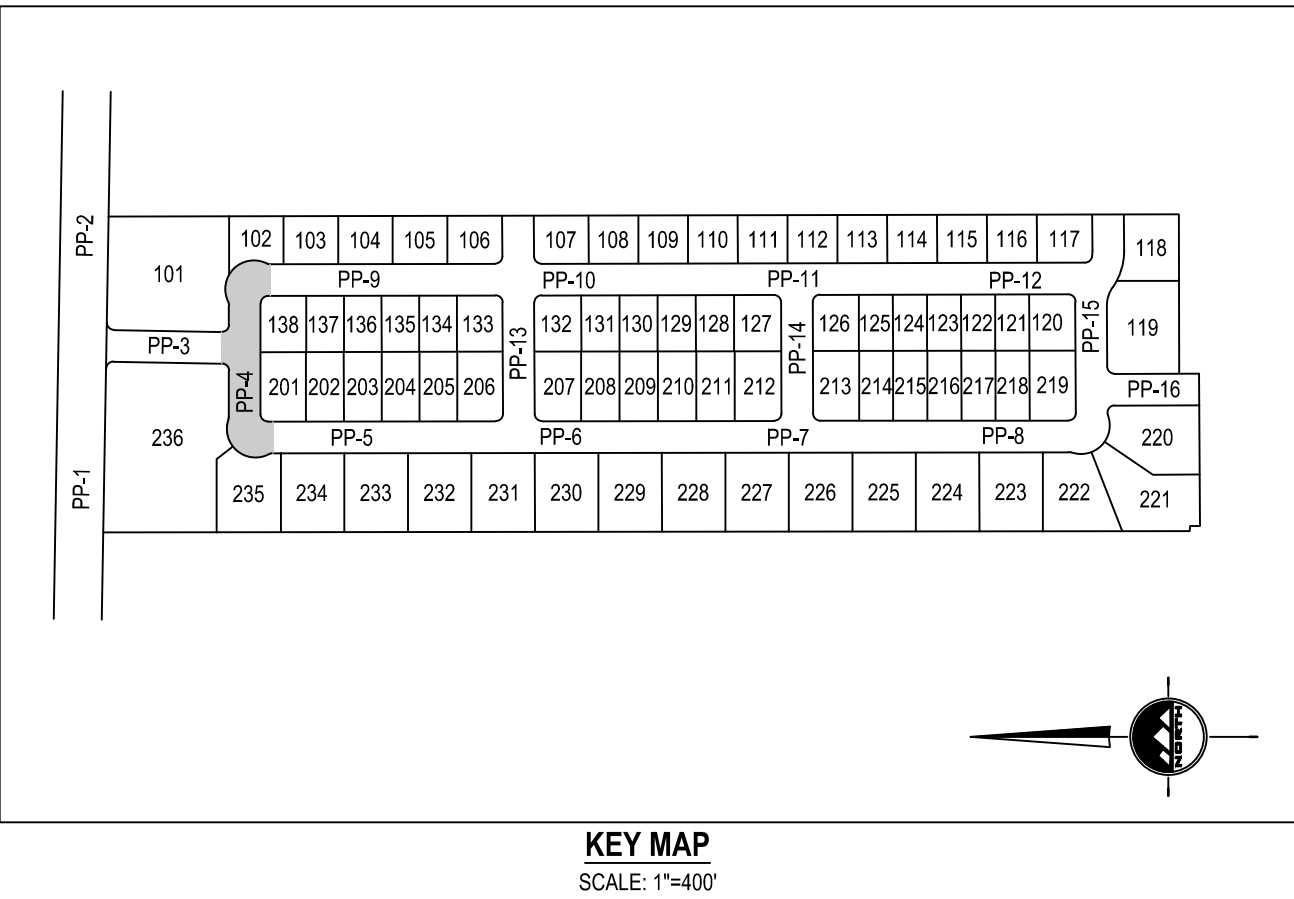 PP-2
102 103 104 105 106 107 108 109 110 111 112 113 114 115 116 117 118
101
PP-9 PP-10 PP-11 PP-12
138 137 136 135 134 133 132 131 130 129 128 127 126 125 124 123 122 121 120 119
PP-3 PP-13 PP-14 PP-15
PP-4 201 202 203 204 205 206 207 208 209 210 211 212 213 214 215 216 217 218 219 PP-16
236 PP-5 PP-6 PP-7 PP-8 220
PP-1 235 234 233 232 231 230 229 228 227 226 225 224 223 222 221
NORTH
KEY MAP
SCALE: 1"=400'